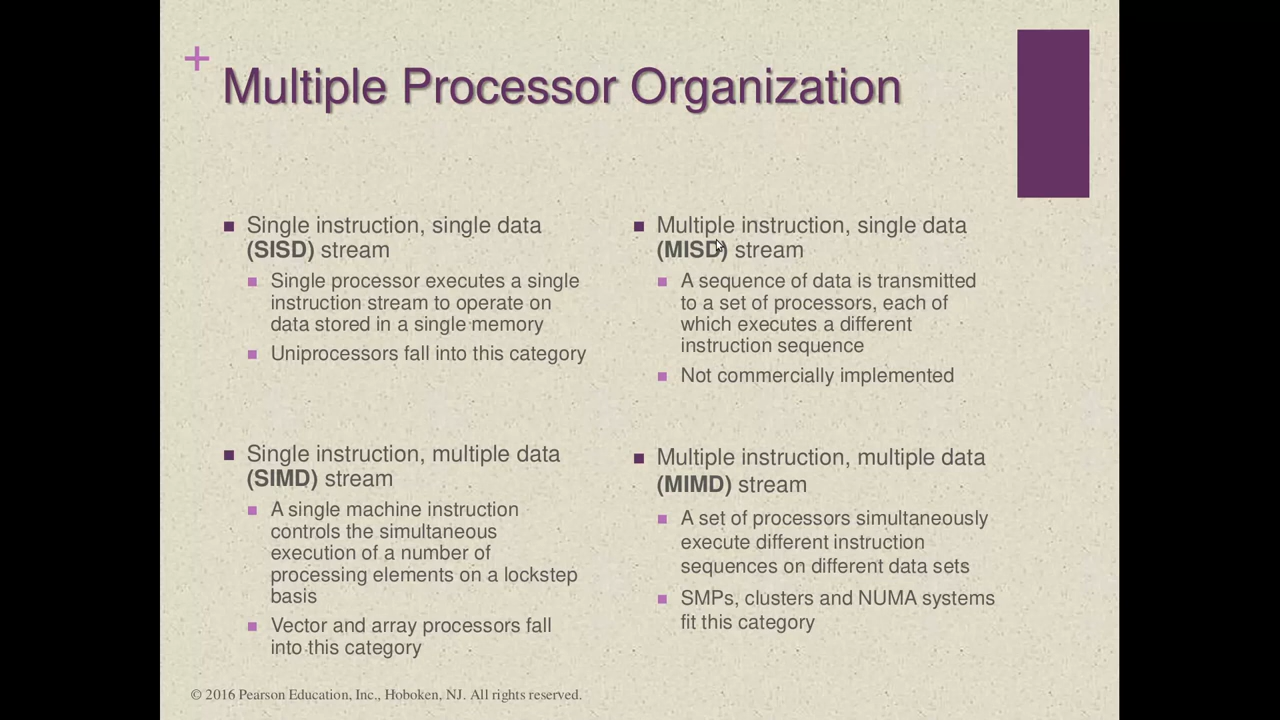 +
Multiple Processor Organization
Single instruction, single data
(SISD) stream
Single processor executes a single
instruction stream to operate on
data stored in a single memory
Uniprocessors fall into this category
Single instruction, multiple data
(SIMD) stream
A single machine instruction
controls the simultaneous
execution of a number of
processing elements on a lockstep
basis
Vector and array processors fall
into this category
Multiple instruction, single data
(MISD) stream
A sequence of data is transmitted
to a set of processors, each of
which executes a different
instruction sequence
Not commercially implemented
Multiple instruction, multiple data
(MIMD) stream
A set of processors simultaneously
execute different instruction
sequences on different data sets
SMPs, clusters and NUMA systems
fit this category
© 2016 Pearson Education, Inc., Hoboken, NJ. All rights reserved.